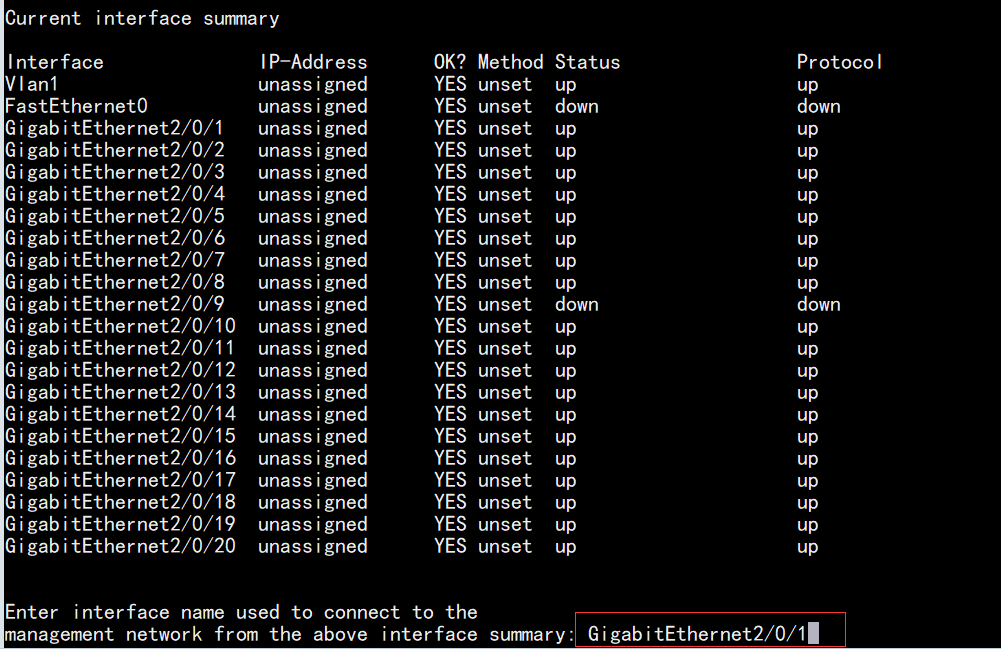 Current interface summary
Interface IP-Address OK? Method Status Protocol
Vlan1 unassigned YES unset up up
FastEthernet0 unassigned YES unset down down
GigabitEthernet2/0/1 unassigned YES unset up up
GigabitEthernet2/0/2 unassigned YES unset up up
GigabitEthernet2/0/3 unassigned YES unset up up
GigabitEthernet2/0/4 unassigned YES unset up up
GigabitEthernet2/0/5 unassigned YES unset up up
GigabitEthernet2/0/6 unassigned YES unset up up
GigabitEthernet2/0/7 unassigned YES unset up up
GigabitEthernet2/0/8 unassigned YES unset up up
GigabitEthernet2/0/9 unassigned YES unset down down
GigabitEthernet2/0/10 unassigned YES unset up up
GigabitEthernet2/0/11 unassigned YES unset up up
GigabitEthernet2/0/12 unassigned YES unset up up
GigabitEthernet2/0/13 unassigned YES unset up up
GigabitEthernet2/0/14 unassigned YES unset up up
GigabitEthernet2/0/15 unassigned YES unset up up
GigabitEthernet2/0/16 unassigned YES unset up up
GigabitEthernet2/0/17 unassigned YES unset up up
GigabitEthernet2/0/18 unassigned YES unset up up
GigabitEthernet2/0/19 unassigned YES unset up up
GigabitEthernet2/0/20 unassigned YES unset up up
Enter interface name used to connect to the
management network from the above interface summary: GigabitEthernet2/0/1